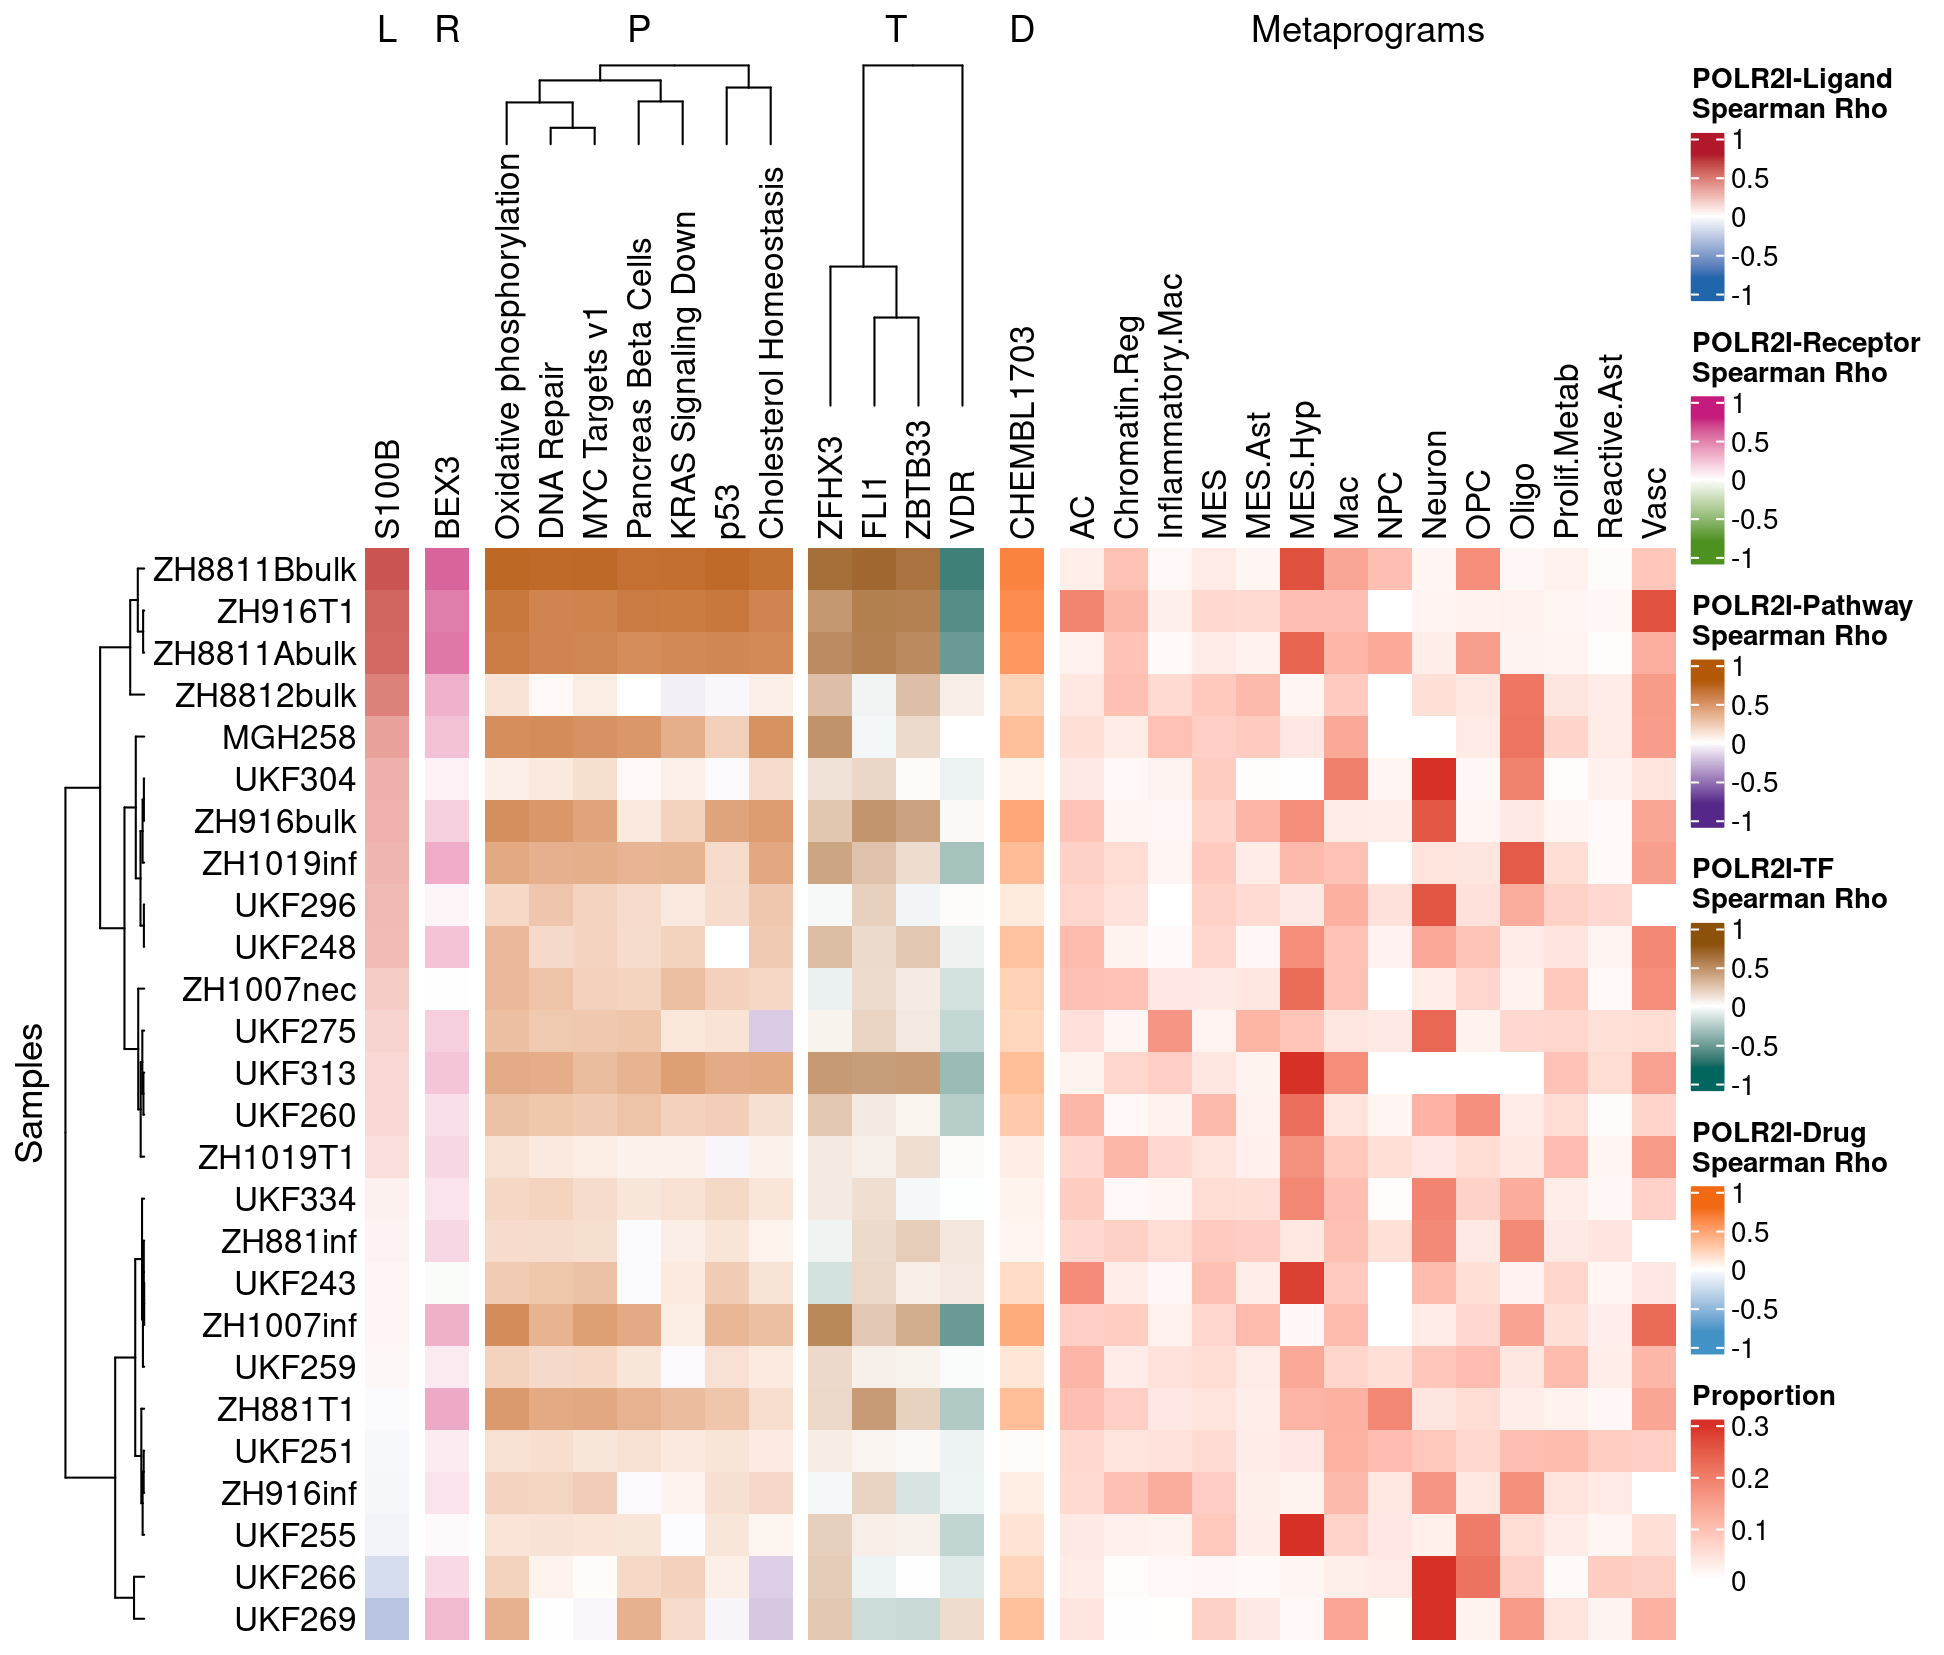 L R P T D Metaprograms
S100B
BEX3
Oxidative phosphorylation
DNA Repair
MYC Targets v1
Pancreas Beta Cells
KRAS Signaling Down
p53
Cholesterol Homeostasis
ZFHX3
FLI1
ZBTB33
VDR
CHEMBL1703
AC
Chromatin.Reg
Inflammatory.Mac
MES
MES.Ast
MES.Hyp
Mac
NPC
Neuron
OPC
Oligo
Prolif.Metab
Reactive.Ast
Vasc
Samples
ZH8811Bbulk
ZH916T1
ZH8811Abulk
ZH8812bulk
MGH258
UKF304
ZH916bulk
ZH1019inf
UKF296
UKF248
ZH1007nec
UKF275
UKF313
UKF260
ZH1019T1
UKF334
ZH881inf
UKF243
ZH1007inf
UKF259
ZH881T1
UKF251
ZH916inf
UKF255
UKF266
UKF269
POLR2I-Ligand
Spearman Rho
1
0.5
0
-0.5
-1
POLR2I-Receptor
Spearman Rho
1
0.5
0
-0.5
-1
POLR2I-Pathway
Spearman Rho
1
0.5
0
-0.5
-1
POLR2I-TF
Spearman Rho
1
0.5
0
-0.5
-1
POLR2I-Drug
Spearman Rho
1
0.5
0
-0.5
-1
Proportion
0.3
0.2
0.1
0